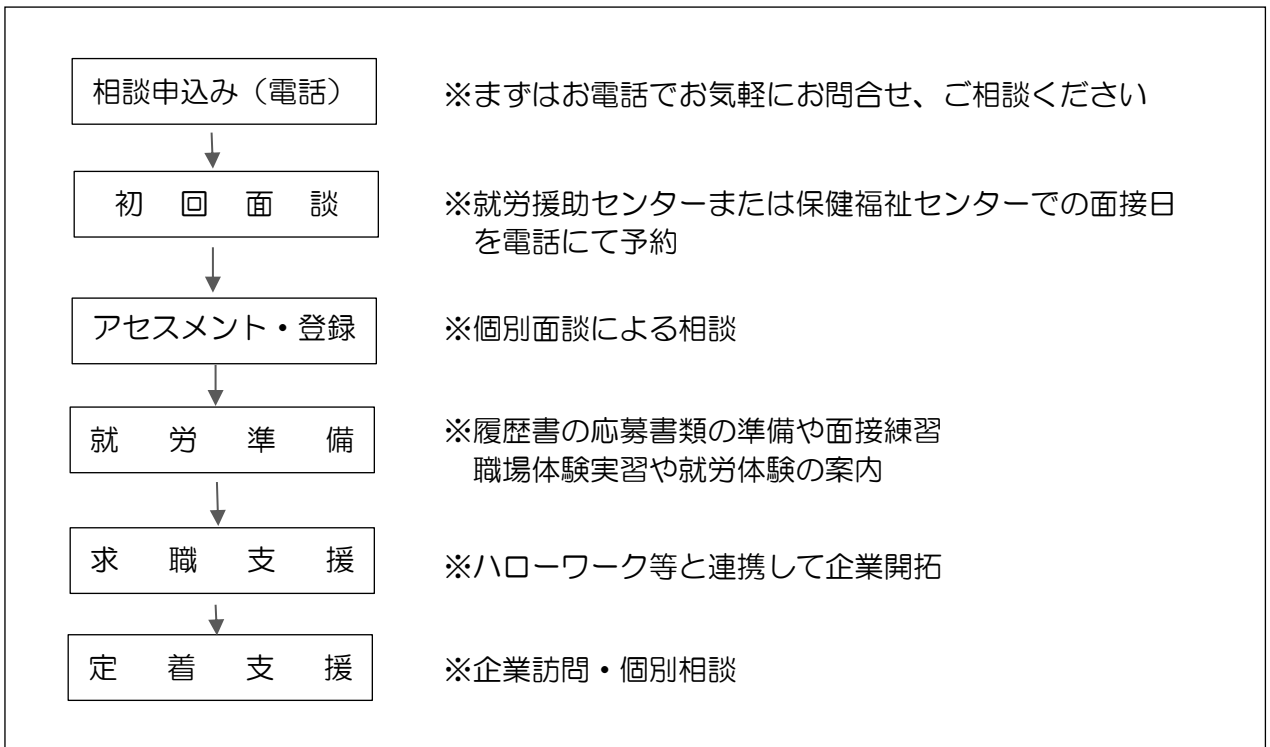 相談申込み（電話）
※まずはお電話でお気軽にお問合せ、ご相談ください
初回面談
※就労援助センターまたは保健福祉センターでの面接日
を電話にて予約
アセスメント・登録
※個別面談による相談
就労準備
※履歴書の応募書類の準備や面接練習
職場体験実習や就労体験の案内
求職支援
※ハローワーク等と連携して企業開拓
定着支援
※企業訪問・個別相談